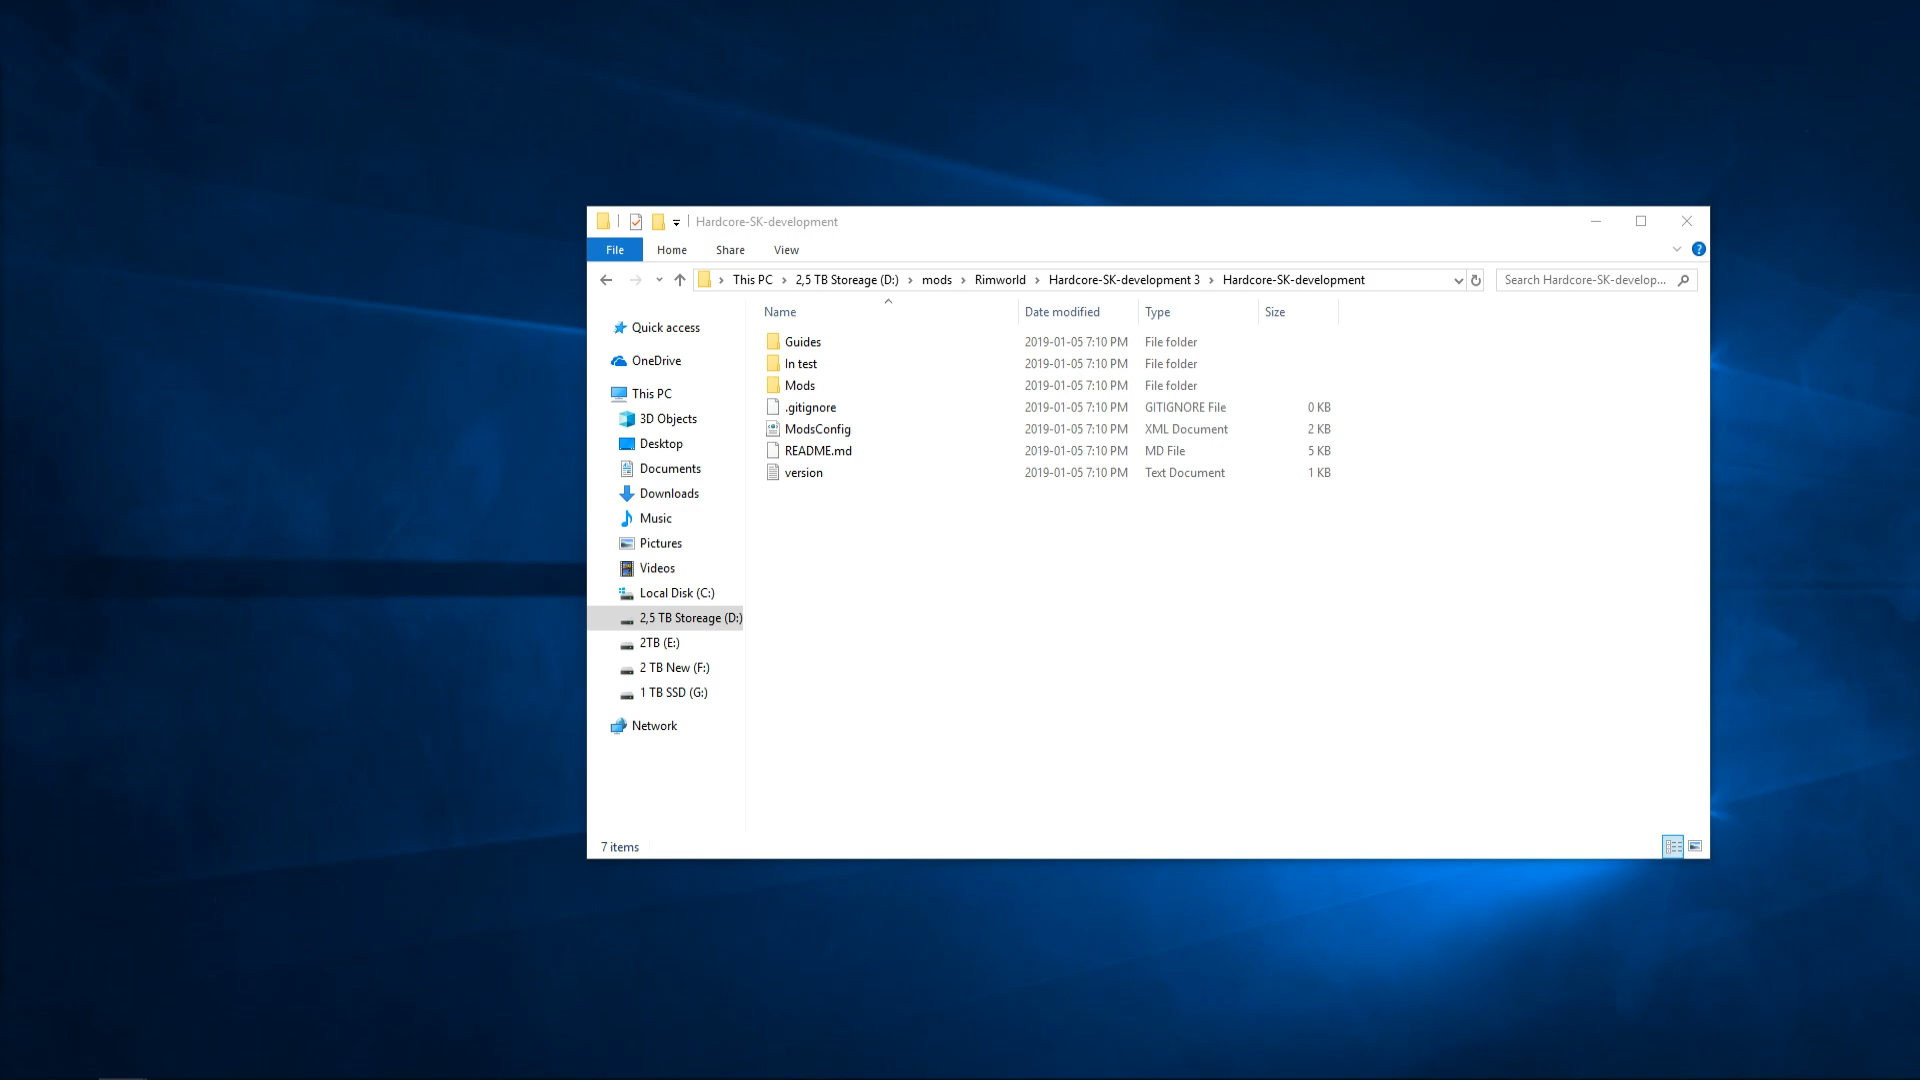 Hardcore-SK-development
File Home Share View
This PC 2,5 TB Storeage (D:) mods Rimworld Hardcore-SK-development 3 Hardcore-SK-development Search Hardcore-SK-develop...
Name Date modified Type Size
Quick access
OneDrive
This PC
3D Objects
Desktop
Documents
Downloads
Music
Pictures
Videos
Local Disk (C:)
2,5 TB Storeage (D:)
2TB (E:)
2 TB New (F:)
1 TB SSD (G:)
Network
Guides 2019-01-05 7:10 PM File folder
In test 2019-01-05 7:10 PM File folder
Mods 2019-01-05 7:10 PM File folder
.gitignore 2019-01-05 7:10 PM GITIGNORE File 0 KB
ModsConfig 2019-01-05 7:10 PM XML Document 2 KB
README.md 2019-01-05 7:10 PM MD File 5 KB
version 2019-01-05 7:10 PM Text Document 1 KB
7 items